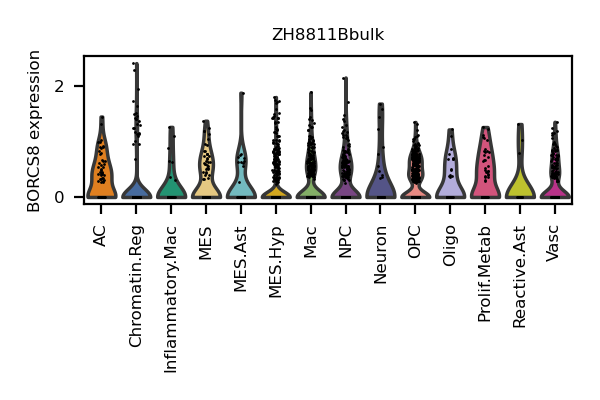 ZH8811Bbulk
BORCS8 expression
2
0
AC
Chromatin.Reg
Inflammatory.Mac
MES
MES.Ast
MES.Hyp
Mac
NPC
Neuron
OPC
Oligo
Prolif.Metab
Reactive.Ast
Vasc